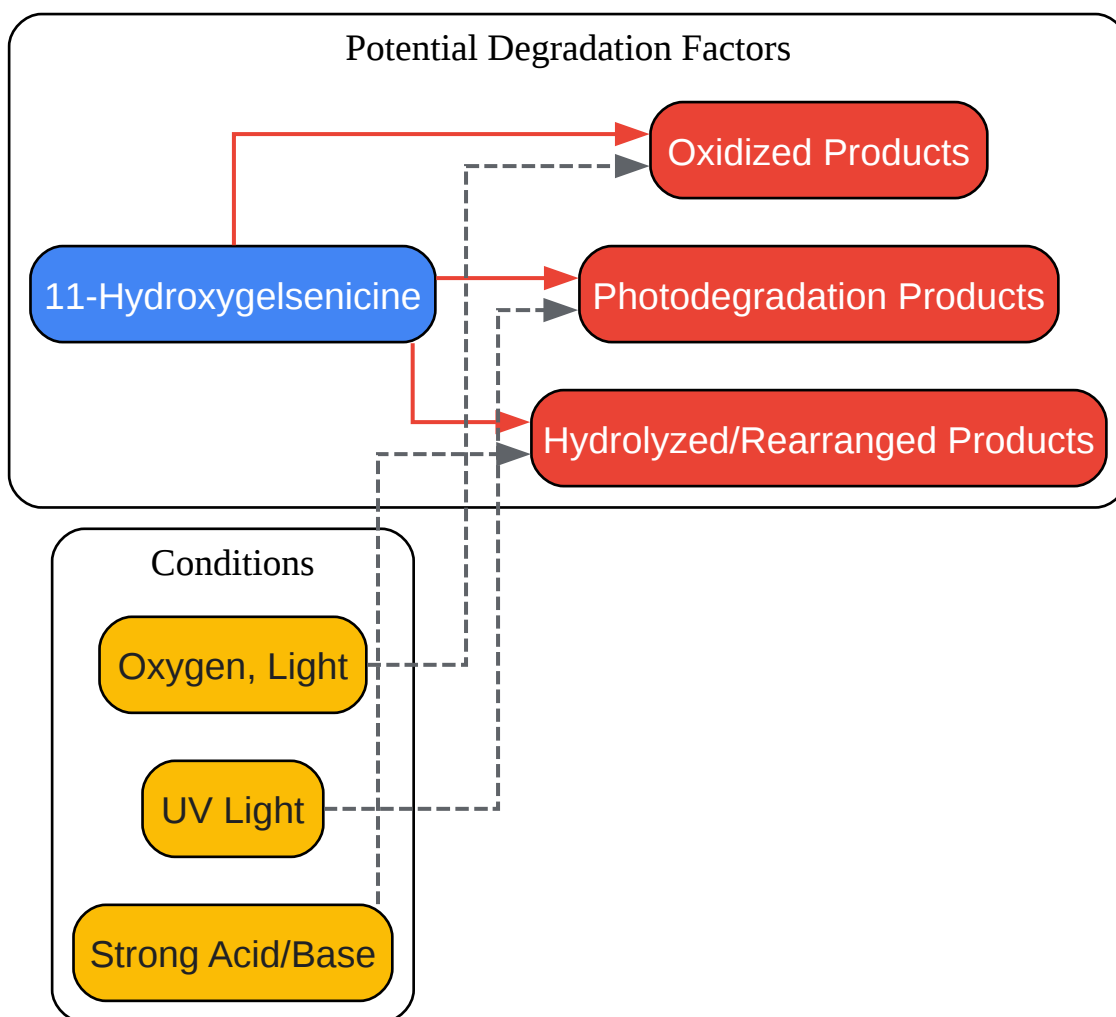 Potential Degradation Factors
Oxidized Products
11-Hydroxygelsenicine
Photodegradation Products
Hydrolyzed/Rearranged Products
Conditions
Oxygen, Light
UV Light
Strong Acid/Base